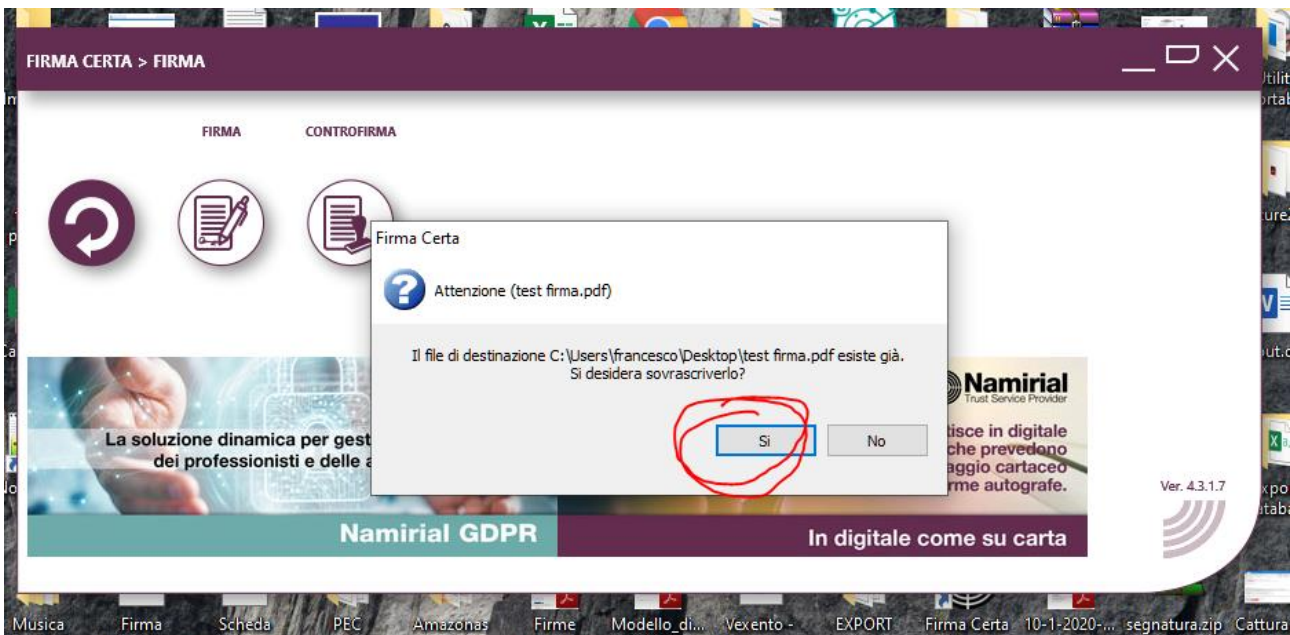 FIRMA CERTA > FIRMA
FIRMA
CONTROFIRMA
Firma Certa
Attenzione (test firma.pdf)
Il file di destinazione C:\Users\francesco\Desktop\test firma.pdf esiste già.
Si desidera sovrascriverlo?
Si
No
La soluzione dinamica per gest
dei professionisti e delle a
Namirial GDPR
Namirial
Trust Service Provider
tisce in digitale
che prevedono
aggio cartaceo
rme autografe.
In digitale come su carta
Ver. 4.3.1.7
Musica
Firma
Scheda
PEC
Amazonas
Firme
Modello_di...
Vexento -
EXPORT
Firma Certa
10-1-2020-...
segnatura.zip
Cattura